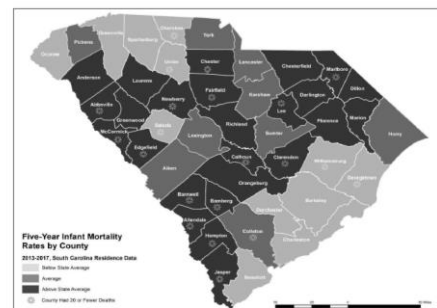 Cherokee
Greenville
Spartanburg
York
Oconee
Pickens
Union
Chester
Lancaster
Chesterfield
Marlboro
Anderson
Laurens
Fairfield
Kershaw
Darlington
Dillon
Abbeville
Greenwood
Newberry
Lee
Marion
McCormick
Saluda
Richland
Florence
Edgefield
Lexington
Sumter
Horry
Aiken
Calhoun
Clarendon
Williamsburg
Georgetown
Orangeburg
Barnwell
Bamberg
Dorchester
Berkeley
Allendale
Colleton
Charleston
Hampton
Jasper
Beaufort
Five-Year Infant Mortality
Rates by County
2013-2017, South Carolina Residence Data
Below State Average
Average
Above State Average
County Had 20 or Fewer Deaths